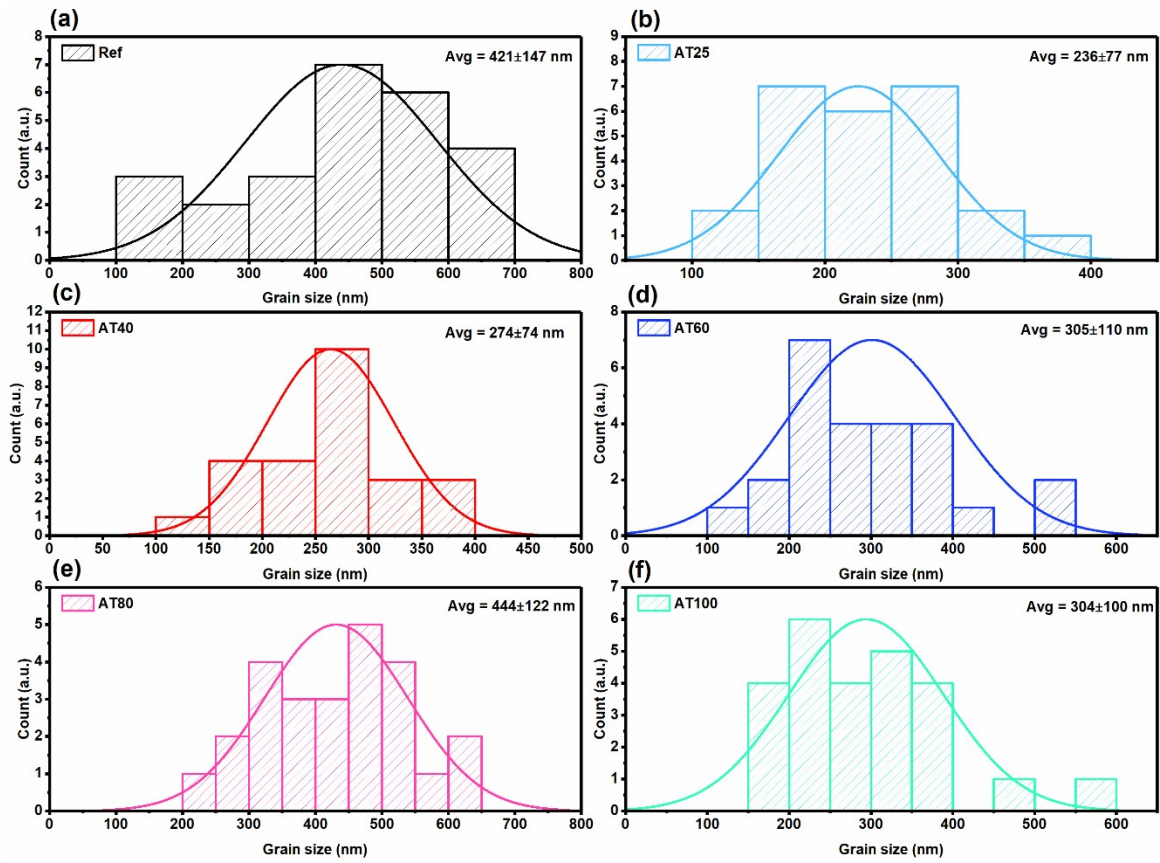 (a)
Ref
Avg = 421±147 nm
Count (a.u.)
8
7
6
5
4
3
2
1
0
0 100 200 300 400 500 600 700 800
Grain size (nm)
(b)
AT25
Avg = 236±77 nm
Count (a.u.)
9
8
7
6
5
4
3
2
1
0
100 200 300 400
Grain size (nm)
(c)
AT40
Avg = 274±74 nm
Count (a.u.)
12
11
10
9
8
7
6
5
4
3
2
1
0
0 50 100 150 200 250 300 350 400 450 500
Grain size (nm)
(d)
AT60
Avg = 305±110 nm
Count (a.u.)
8
6
4
2
0
0 100 200 300 400 500 600
Grain size (nm)
(e)
AT80
Avg = 444±122 nm
Count (a.u.)
6
5
4
3
2
1
0
0 100 200 300 400 500 600 700 800
Grain size (nm)
(f)
AT100
Avg = 304±100 nm
Count (a.u.)
7
6
5
4
3
2
1
0
0 100 200 300 400 500 600
Grain size (nm)